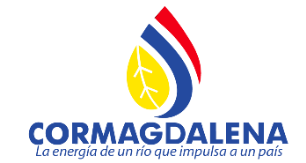 CORMAGDALENA
La energía de un río que impulsa a un país